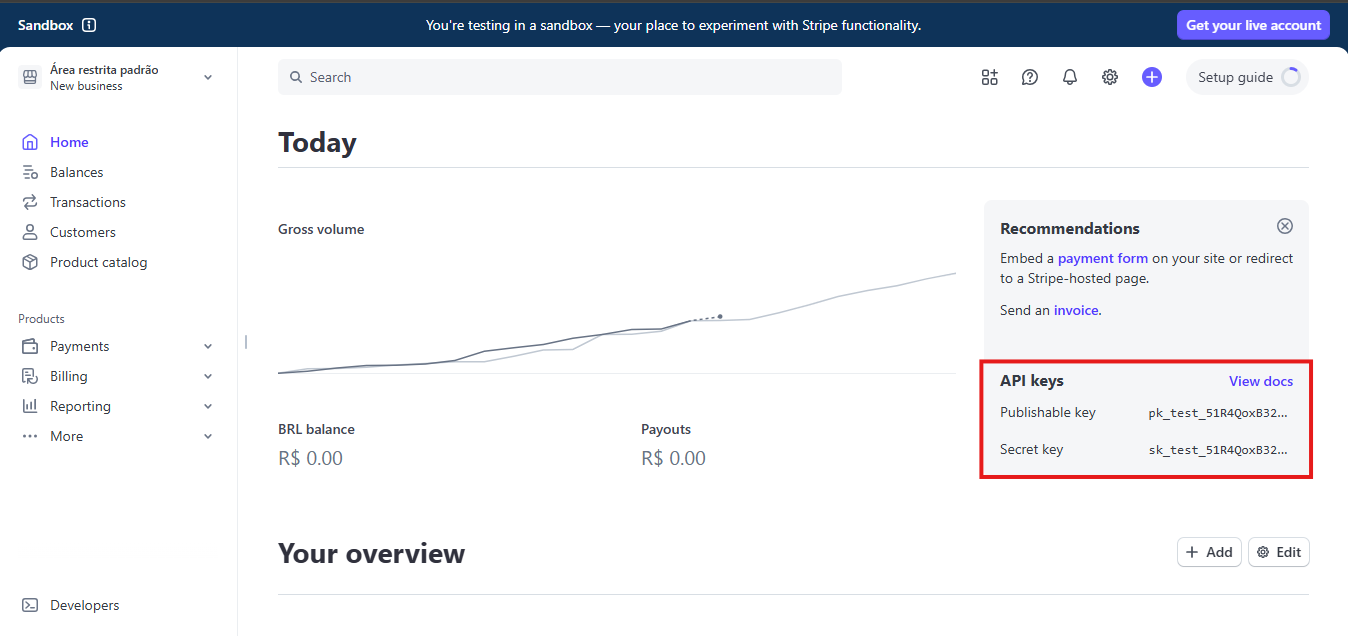 Sandbox
You're testing in a sandbox — your place to experiment with Stripe functionality.
Get your live account
Área restrita padrão
New business
Search
Setup guide
Home
Balances
Transactions
Customers
Product catalog
Products
Payments
Billing
Reporting
More
Developers
Today
Gross volume
BRL balance
R$ 0.00
Payouts
R$ 0.00
Recommendations
Embed a payment form on your site or redirect
to a Stripe-hosted page.
Send an invoice.
API keys
View docs
Publishable key
pk_test_51R4QoxB32...
Secret key
sk_test_51R4QoxB32...
Your overview
Add
Edit